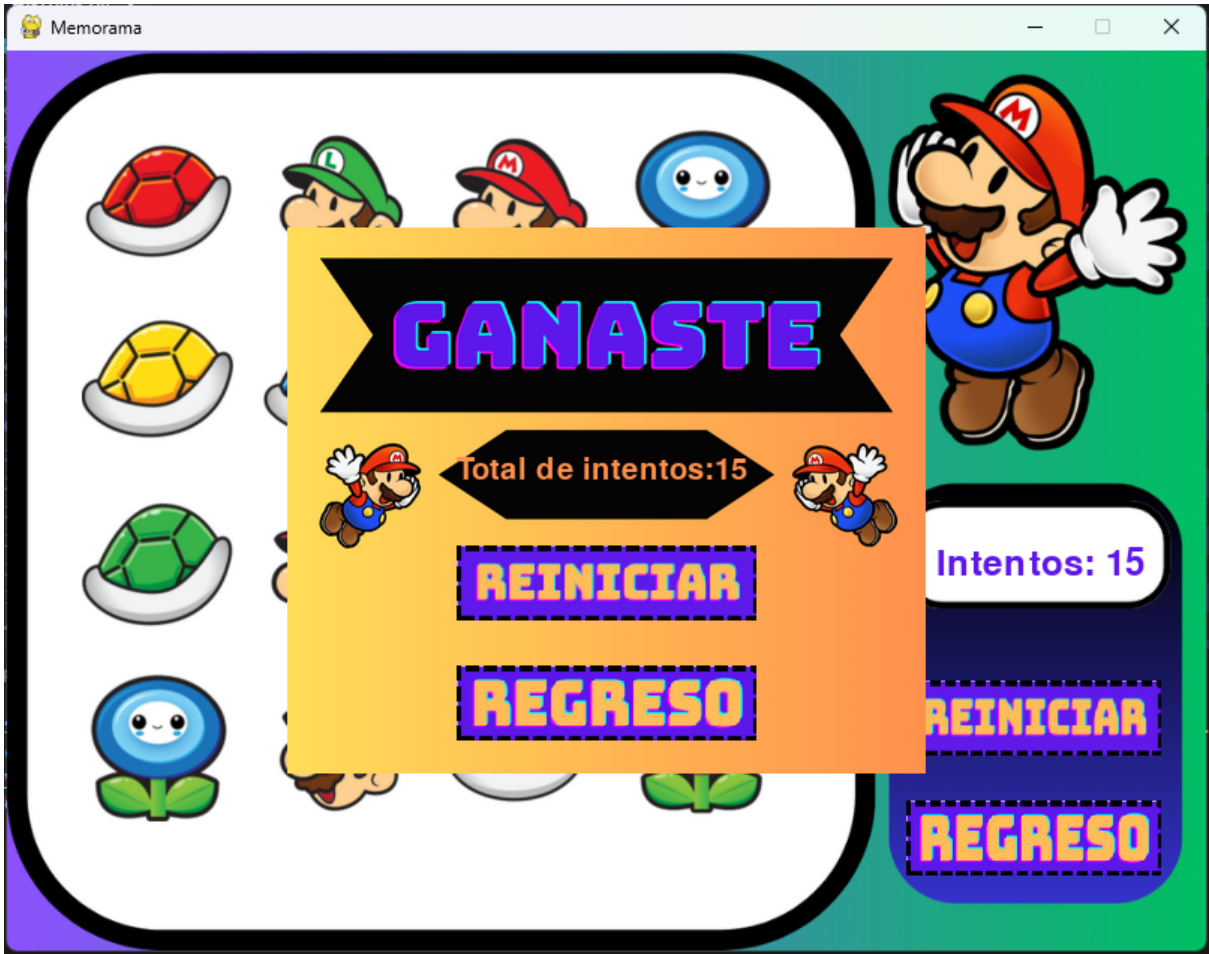 Memorama
L
M
M
GANASTE
Total de intentos:15
M
M
REINICIAR
REGRESO
Intentos: 15
REINICIAR
REGRESO